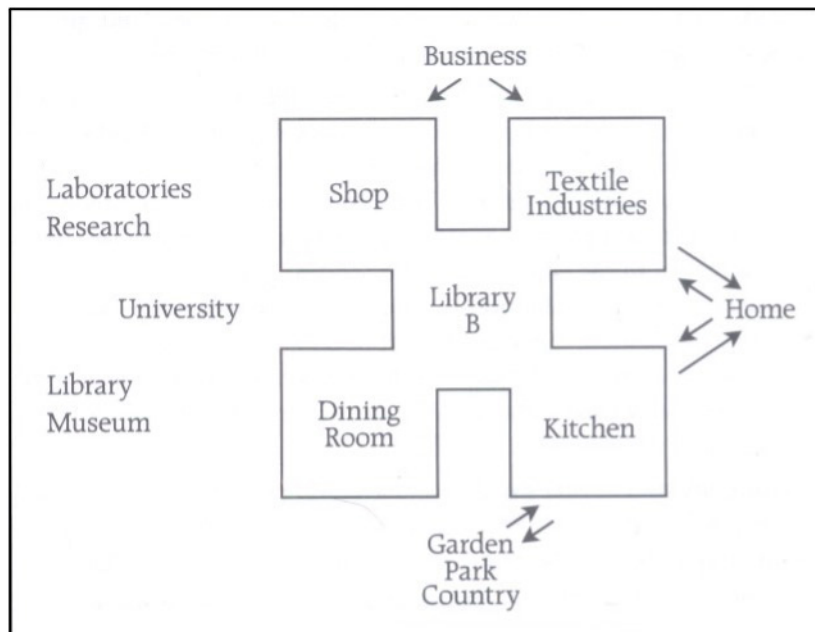 Business
Laboratories
Research
Shop
Textile
Industries
University
Library
B
Home
Library
Museum
Dining
Room
Kitchen
Garden
Park
Country